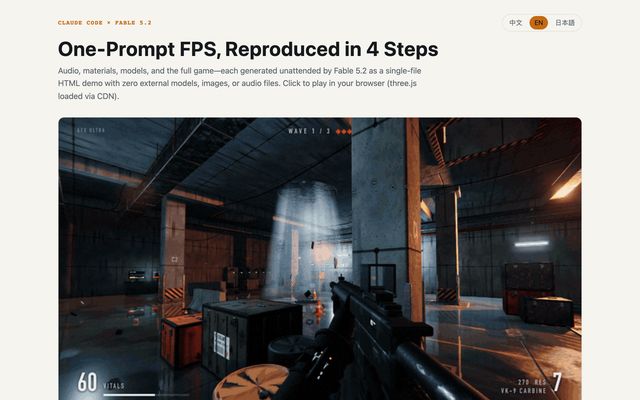 CLAUDE CODE × FABLE 5.2
中文 EN 日本語
One-Prompt FPS, Reproduced in 4 Steps
Audio, materials, models, and the full game—each generated unattended by Fable 5.2 as a single-file
HTML demo with zero external models, images, or audio files. Click to play in your browser (three.js
loaded via CDN).
GFX ULTRA
WAVE 1 / 3
C2
60 VITALS
270 RES
VK-9 CARBINE 7